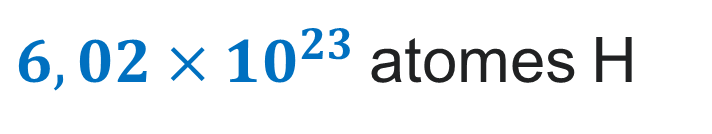 6,02 × 10²³ atomes H